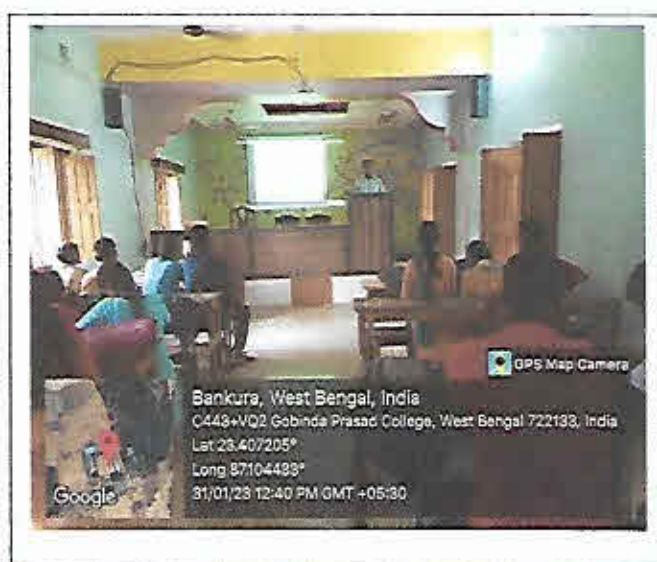 GPS Map Camera
Bankura, West Bengal, India
C443+VQ2 Gobinda Prasad College, West Bengal 722133, India
Lat 23.407205°
Long 87.104433°
31/01/23 12:40 PM GMT +05:30
Google